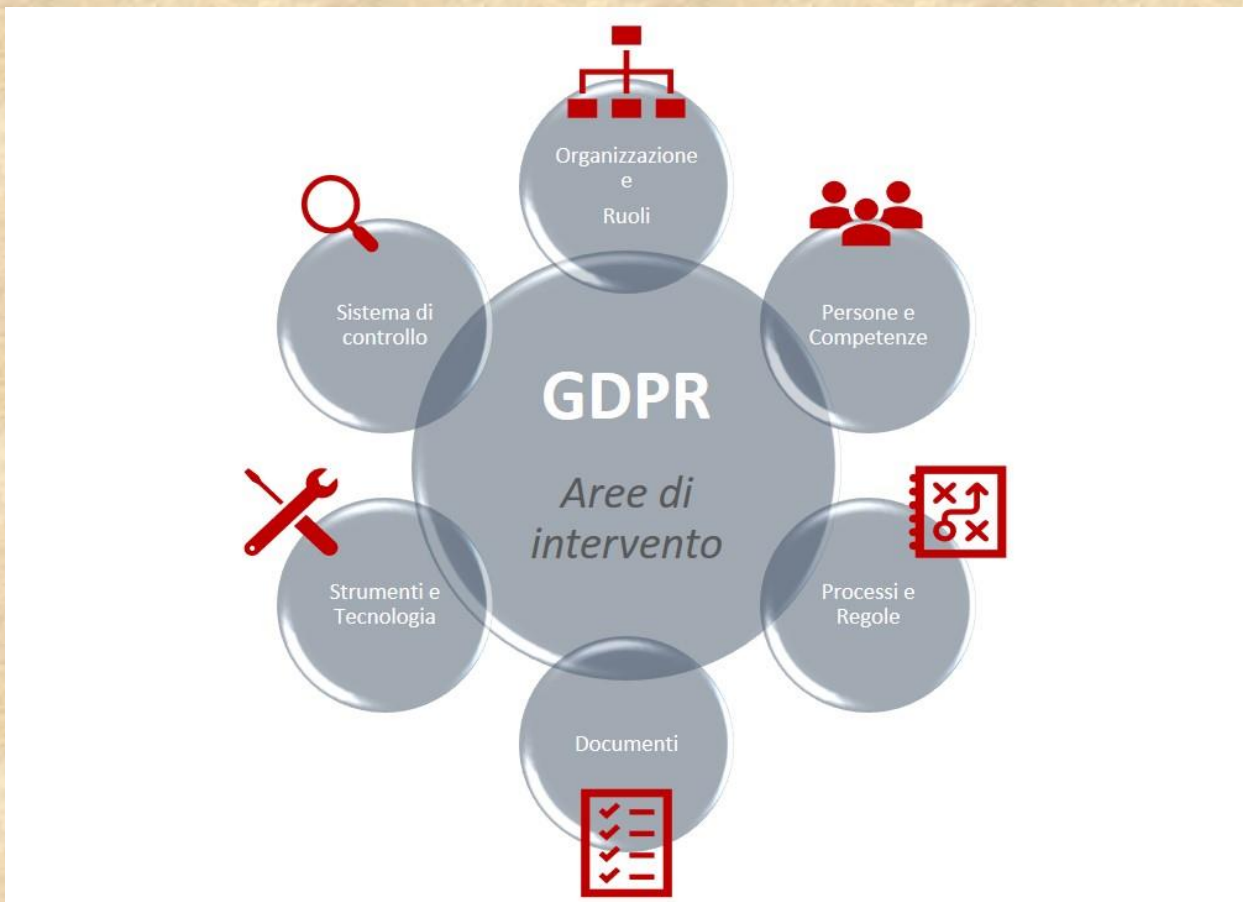 Organizzazione
e
Ruoli
Persone e
Competenze
Processi e
Regole
Documenti
Strumenti e
Tecnologia
Sistema di
controllo
GDPR
Aree di
intervento